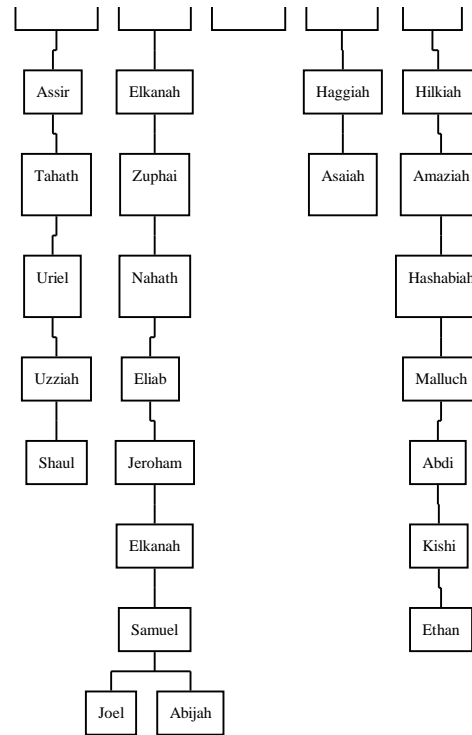 Assir
Elkanah
Haggiah
Hilkiah
Tahath
Zuphai
Asaiah
Amaziah
Uriel
Nahath
Hashabiah
Uzziah
Eliab
Malluch
Shaul
Jeroham
Abdi
Elkanah
Kishi
Samuel
Ethan
Joel
Abijah